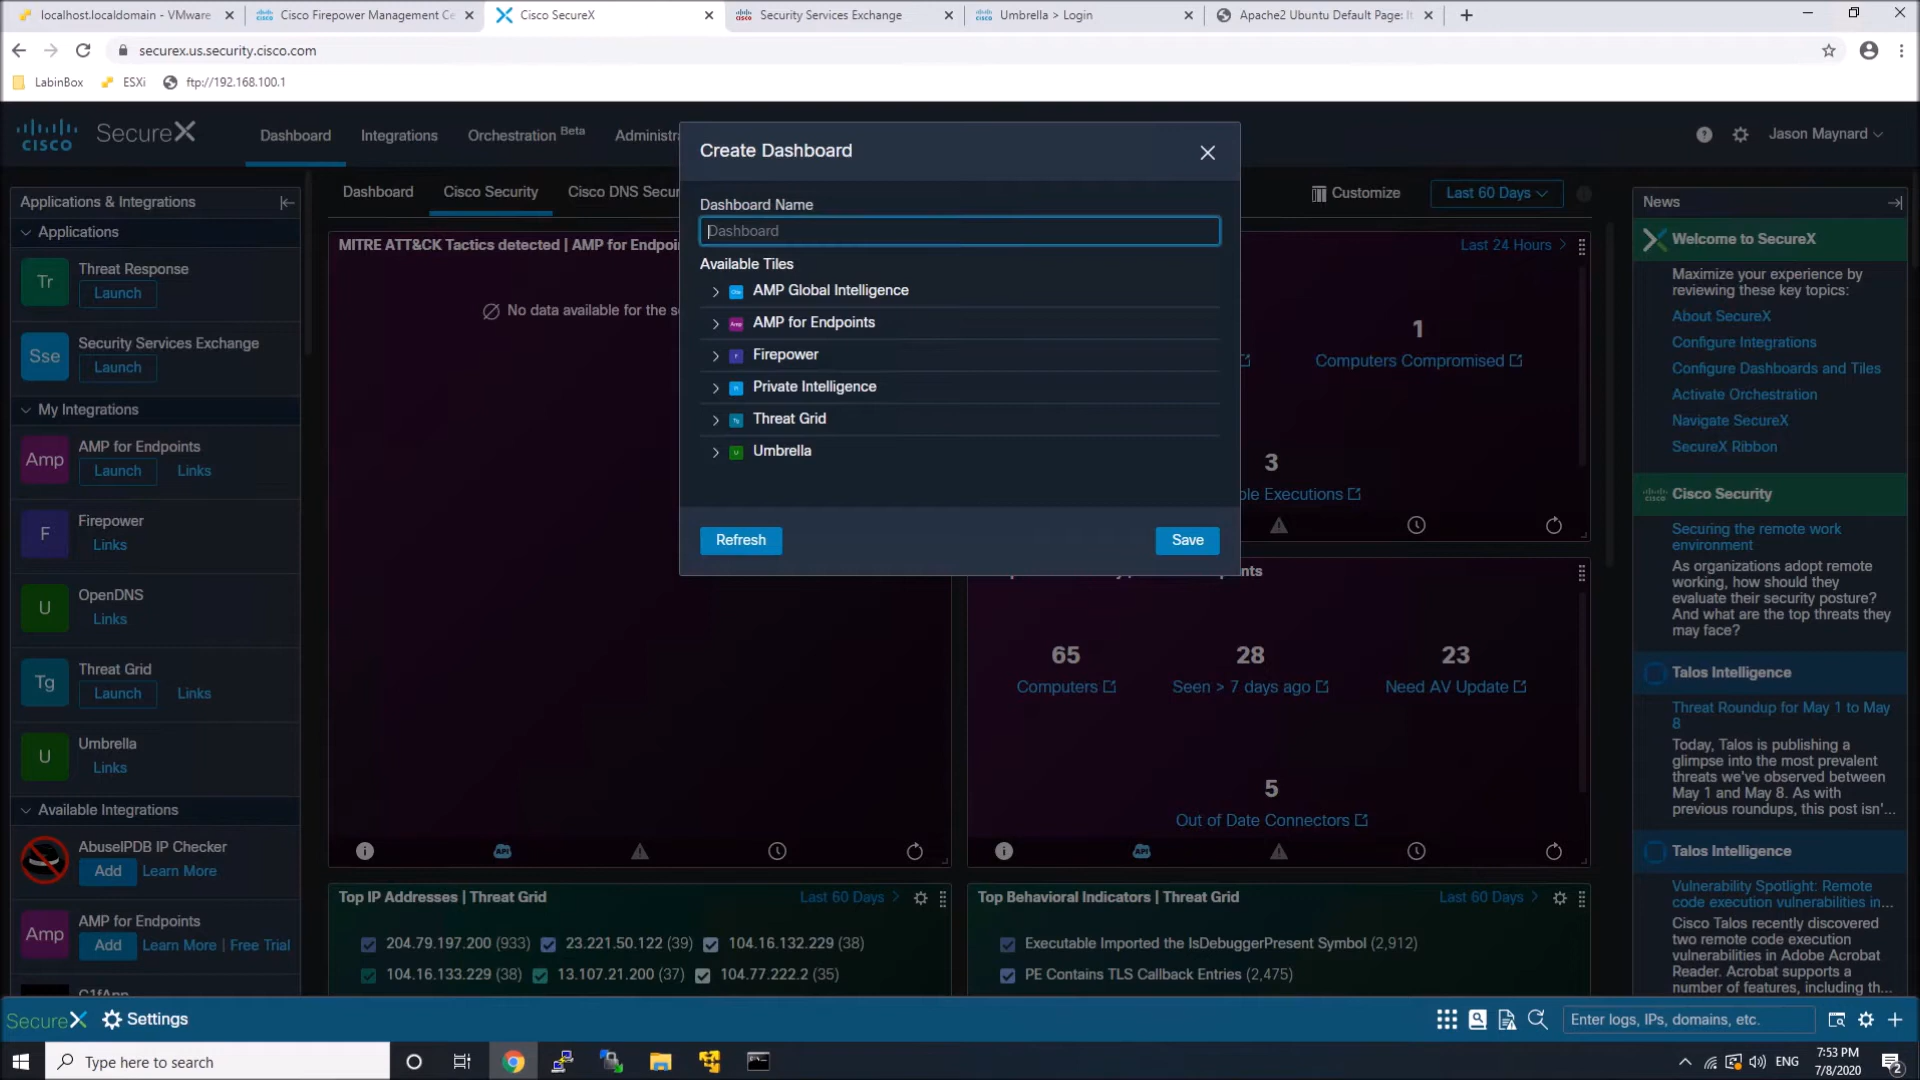 localhost.localdomain - VMware
Cisco Firepower Management Ce
Cisco SecureX
Security Services Exchange
Umbrella > Login
Apache2 Ubuntu Default Page: It
securex.us.security.cisco.com
LabinBox
ESXi
ftp://192.168.100.1
CISCO
SecureX
Dashboard
Integrations
Orchestration Beta
Administra
Jason Maynard
Create Dashboard
Dashboard Name
Dashboard
Available Tiles
AMP Global Intelligence
AMP for Endpoints
Firepower
Private Intelligence
Threat Grid
Umbrella
Refresh
Save
Applications & Integrations
Applications
Tr
Threat Response
Launch
Sse
Security Services Exchange
Launch
My Integrations
Amp
AMP for Endpoints
Launch Links
F
Firepower
Links
U
OpenDNS
Links
Tg
Threat Grid
Launch Links
U
Umbrella
Links
Available Integrations
AbuseIPDB IP Checker
Add Learn More
Amp
AMP for Endpoints
Add Learn More | Free Trial
Dashboard
Cisco Security
Cisco DNS Secur
Customize
Last 60 Days
MITRE ATT&CK Tactics detected | AMP for Endpoin
No data available for the s
Last 24 Hours
1
Computers Compromised
3
ble Executions
65
Computers
28
Seen > 7 days ago
23
Need AV Update
5
Out of Date Connectors
API
API
Top IP Addresses | Threat Grid
Last 60 Days
204.79.197.200 (933) 23.221.50.122 (39) 104.16.132.229 (38)
104.16.133.229 (38) 13.107.21.200 (37) 104.77.222.2 (35)
Top Behavioral Indicators | Threat Grid
Last 60 Days
Executable Imported the IsDebuggerPresent Symbol (2,912)
PE Contains TLS Callback Entries (2,475)
News
Welcome to SecureX
Maximize your experience by
reviewing these key topics:
About SecureX
Configure Integrations
Configure Dashboards and Tiles
Activate Orchestration
Navigate SecureX
SecureX Ribbon
Cisco Security
Securing the remote work
environment
As organizations adopt remote
working, how should they
evaluate their security posture?
And what are the top threats they
may face?
Talos Intelligence
Threat Roundup for May 1 to May
8
Today, Talos is publishing a
glimpse into the most prevalent
threats we've observed between
May 1 and May 8. As with
previous roundups, this post isn'...
Talos Intelligence
Vulnerability Spotlight: Remote
code execution vulnerabilities in...
Cisco Talos recently discovered
two remote code execution
vulnerabilities in Adobe Acrobat
Reader. Acrobat supports a
number of features, including th...
SecureX
Settings
Enter logs, IPs, domains, etc.
Type here to search
ENG
7:53 PM
7/8/2020
2